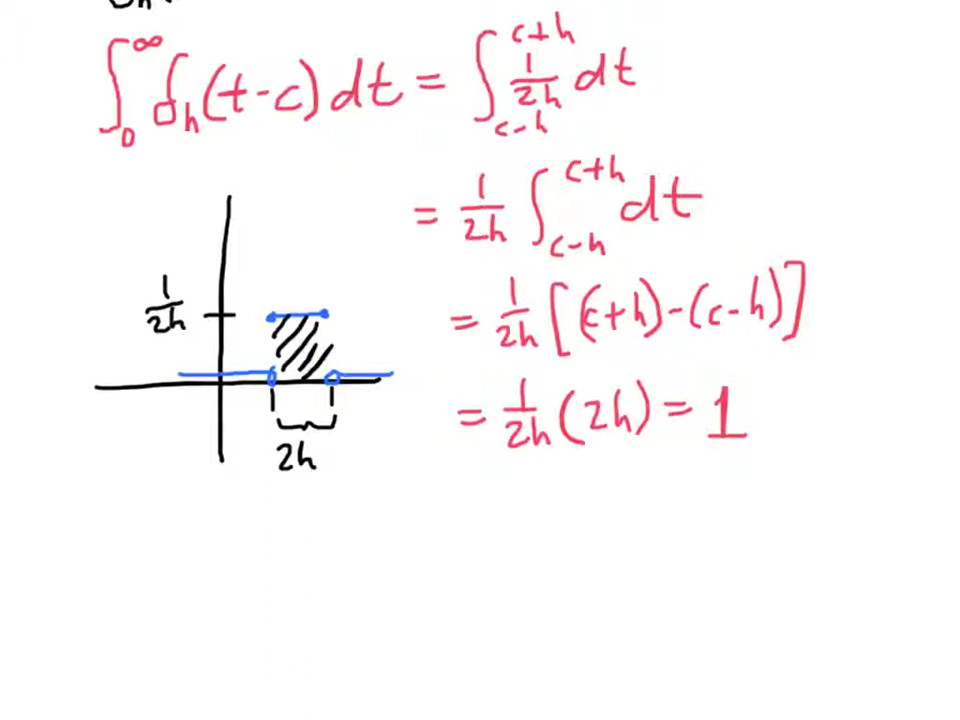 ∫₀^∞ δₕ(t-c) dt = ∫_{c-h}^{c+h} 1/2h dt
= 1/2h ∫_{c-h}^{c+h} dt
1/2h
= 1/2h [(c+h)-(c-h)]
= 1/2h (2h) = 1
2h